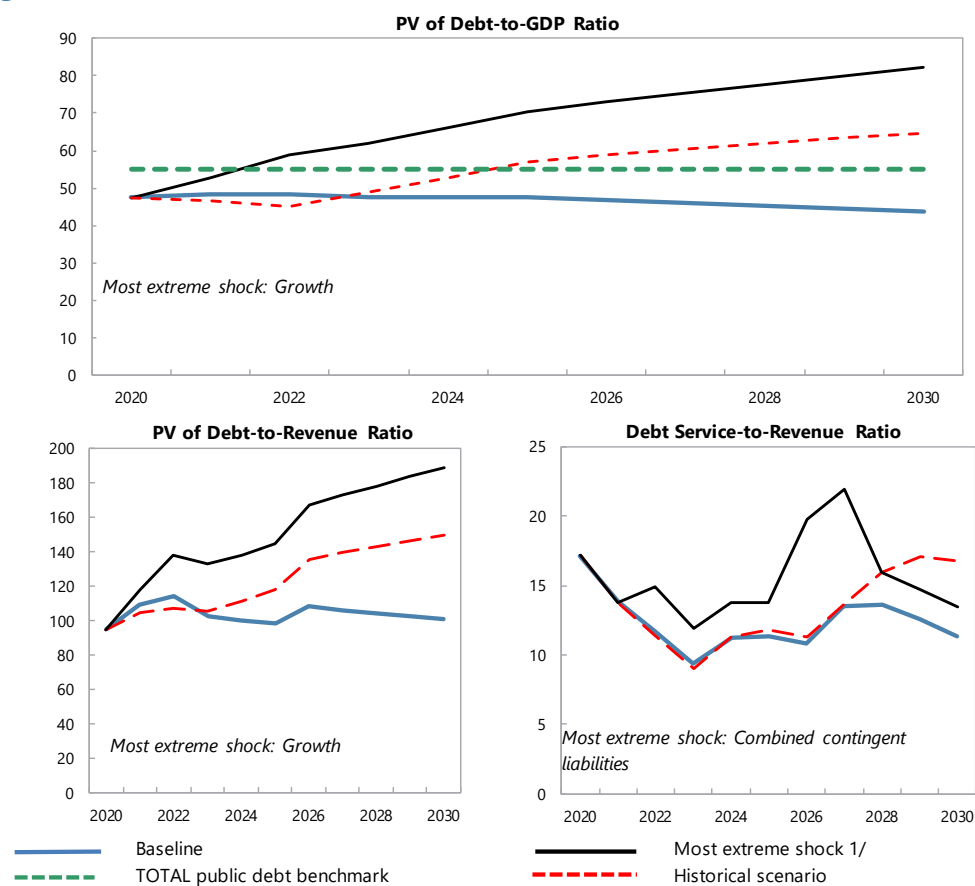 PV of Debt-to-GDP Ratio
90
80
70
60
50
40
30
20
10
0
Most extreme shock: Growth
2020 2022 2024 2026 2028 2030
PV of Debt-to-Revenue Ratio
200
180
160
140
120
100
80
60
40
20
0
Most extreme shock: Growth
2020 2022 2024 2026 2028 2030
Debt Service-to-Revenue Ratio
25
20
15
10
5
0
Most extreme shock: Combined contingent
liabilities
2020 2022 2024 2026 2028 2030
Baseline
Most extreme shock 1/
TOTAL public debt benchmark
Historical scenario